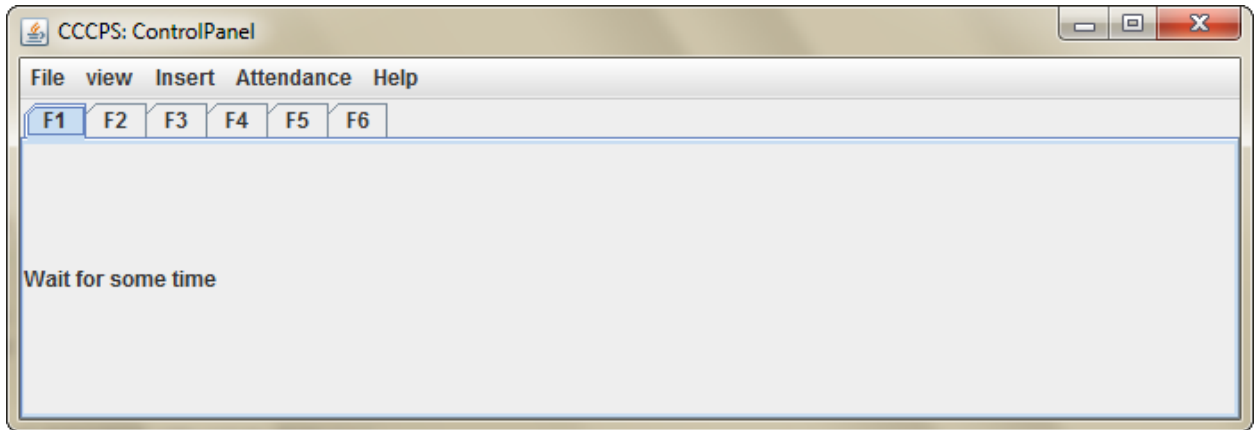 CCCPS: ControlPanel
File view Insert Attendance Help
F1 F2 F3 F4 F5 F6
Wait for some time